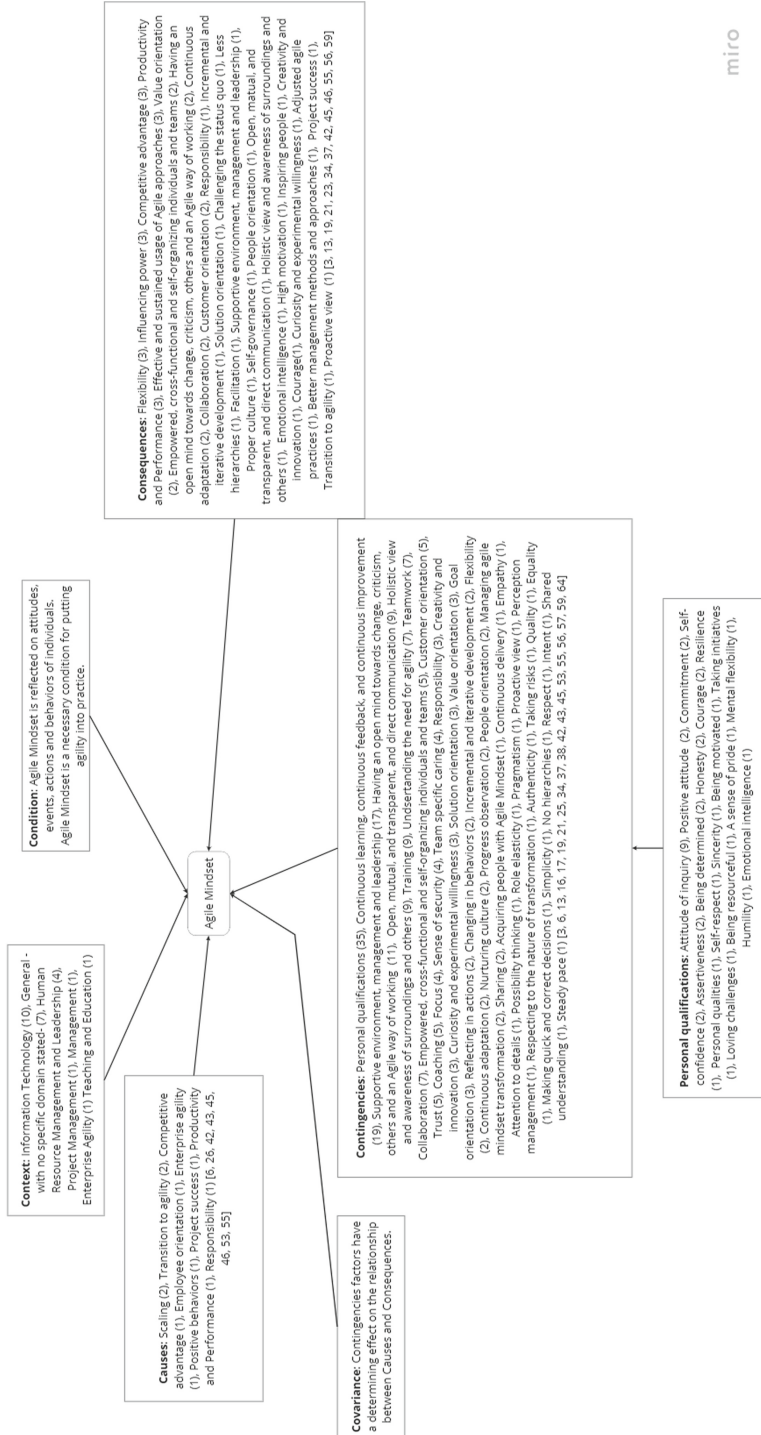 Context: Information Technology (10), General -
with no specific domain stated- (7), Human
Resource Management and Leadership (4),
Project Management (1), Management (1),
Enterprise Agility (1) Teaching and Education (1)
Condition: Agile Mindset is reflected on attitudes,
events, actions and behaviors of individuals.
Agile Mindset is a necessary condition for putting
agility into practice.
Causes: Scaling (2), Transition to agility (2), Competitive
advantage (1), Employee orientation (1), Enterprise agility
(1), Positive behaviors (1), Project success (1), Productivity
and Performance (1), Responsibility (1) [6, 26, 42, 43, 45,
46, 53, 55]
Agile Mindset
Consequences: Flexibility (3), Influencing power (3), Competitive advantage (3), Productivity
and Performance (3), Effective and sustained usage of Agile approaches (3), Value orientation
(2), Empowered, cross-functional and self-organizing individuals and teams (2), Having an
open mind towards change, criticism, others and an Agile way of working (2), Continuous
adaptation (2), Collaboration (2), Customer orientation (2), Responsibility (1), Incremental and
iterative development (1), Solution orientation (1), Challenging the status quo (1), Less
hierarchies (1), Facilitation (1), Supportive environment, management and leadership (1),
Proper culture (1), Self-governance (1), People orientation (1), Open, matual, and
transparent, and direct communication (1), Holistic view and awareness of surroundings and
others (1), Emotional intelligence (1), High motivation (1), Inspiring people (1), Creativity and
innovation (1), Courage(1), Curiosity and experimental willingness (1), Adjusted agile
practices (1), Better management methods and approaches (1), Project success (1),
Transition to agility (1), Proactive view (1) [3, 13, 19, 21, 23, 34, 37, 42, 45, 46, 55, 56, 59]
Covariance: Contingencies factors have
a determining effect on the relationship
between Causes and Consequences.
Contingencies: Personal qualifications (35), Continuous learning, continuous feedback, and continuous improvement
(19), Supportive environment, management and leadership (17), Having an open mind towards change, criticism,
others and an Agile way of working (11), Open, mutual, and transparent, and direct communication (9), Holistic view
and awareness of surroundings and others (9), Training (9), Undsertanding the need for agility (7), Teamwork (7),
Collaboration (7), Empowered, cross-functional and self-organizing individuals and teams (5), Customer orientation (5),
Trust (5), Coaching (5), Focus (4), Sense of security (4), Team specific caring (4), Responsibility (3), Creativity and
innovation (3), Curiosity and experimental willingness (3), Solution orientation (3), Value orientation (3), Goal
orientation (3), Reflecting in actions (2), Changing in behaviors (2), Incremental and iterative development (2), Flexibility
(2), Continuous adaptation (2), Nurturing culture (2), Progress observation (2), People orientation (2), Managing agile
mindset transformation (2), Sharing (2), Acquiring people with Agile Mindset (1), Continuous delivery (1), Empathy (1),
Attention to details (1), Possibility thinking (1), Role elasticity (1), Pragmatism (1), Proactive view (1), Perception
management (1), Respecting to the nature of transformation (1), Authenticity (1), Taking risks (1), Quality (1), Equality
(1), Making quick and correct decisions (1), Simplicity (1), No hierarchies (1), Respect (1), Intent (1), Shared
understanding (1), Steady pace (1) [3, 6, 13, 16, 17, 19, 21, 25, 34, 37, 38, 42, 43, 45, 53, 55, 56, 57, 59, 64]
Personal qualifications: Attitude of inquiry (9), Positive attitude (2), Commitment (2), Self-
confidence (2), Assertiveness (2), Being determined (2), Honesty (2), Courage (2), Resilience
(1), Personal qualities (1), Self-respect (1), Sincerity (1), Being motivated (1), Taking initiatives
(1), Loving challenges (1), Being resourceful (1), A sense of pride (1), Mental flexibility (1),
Humility (1), Emotional intelligence (1)
miro